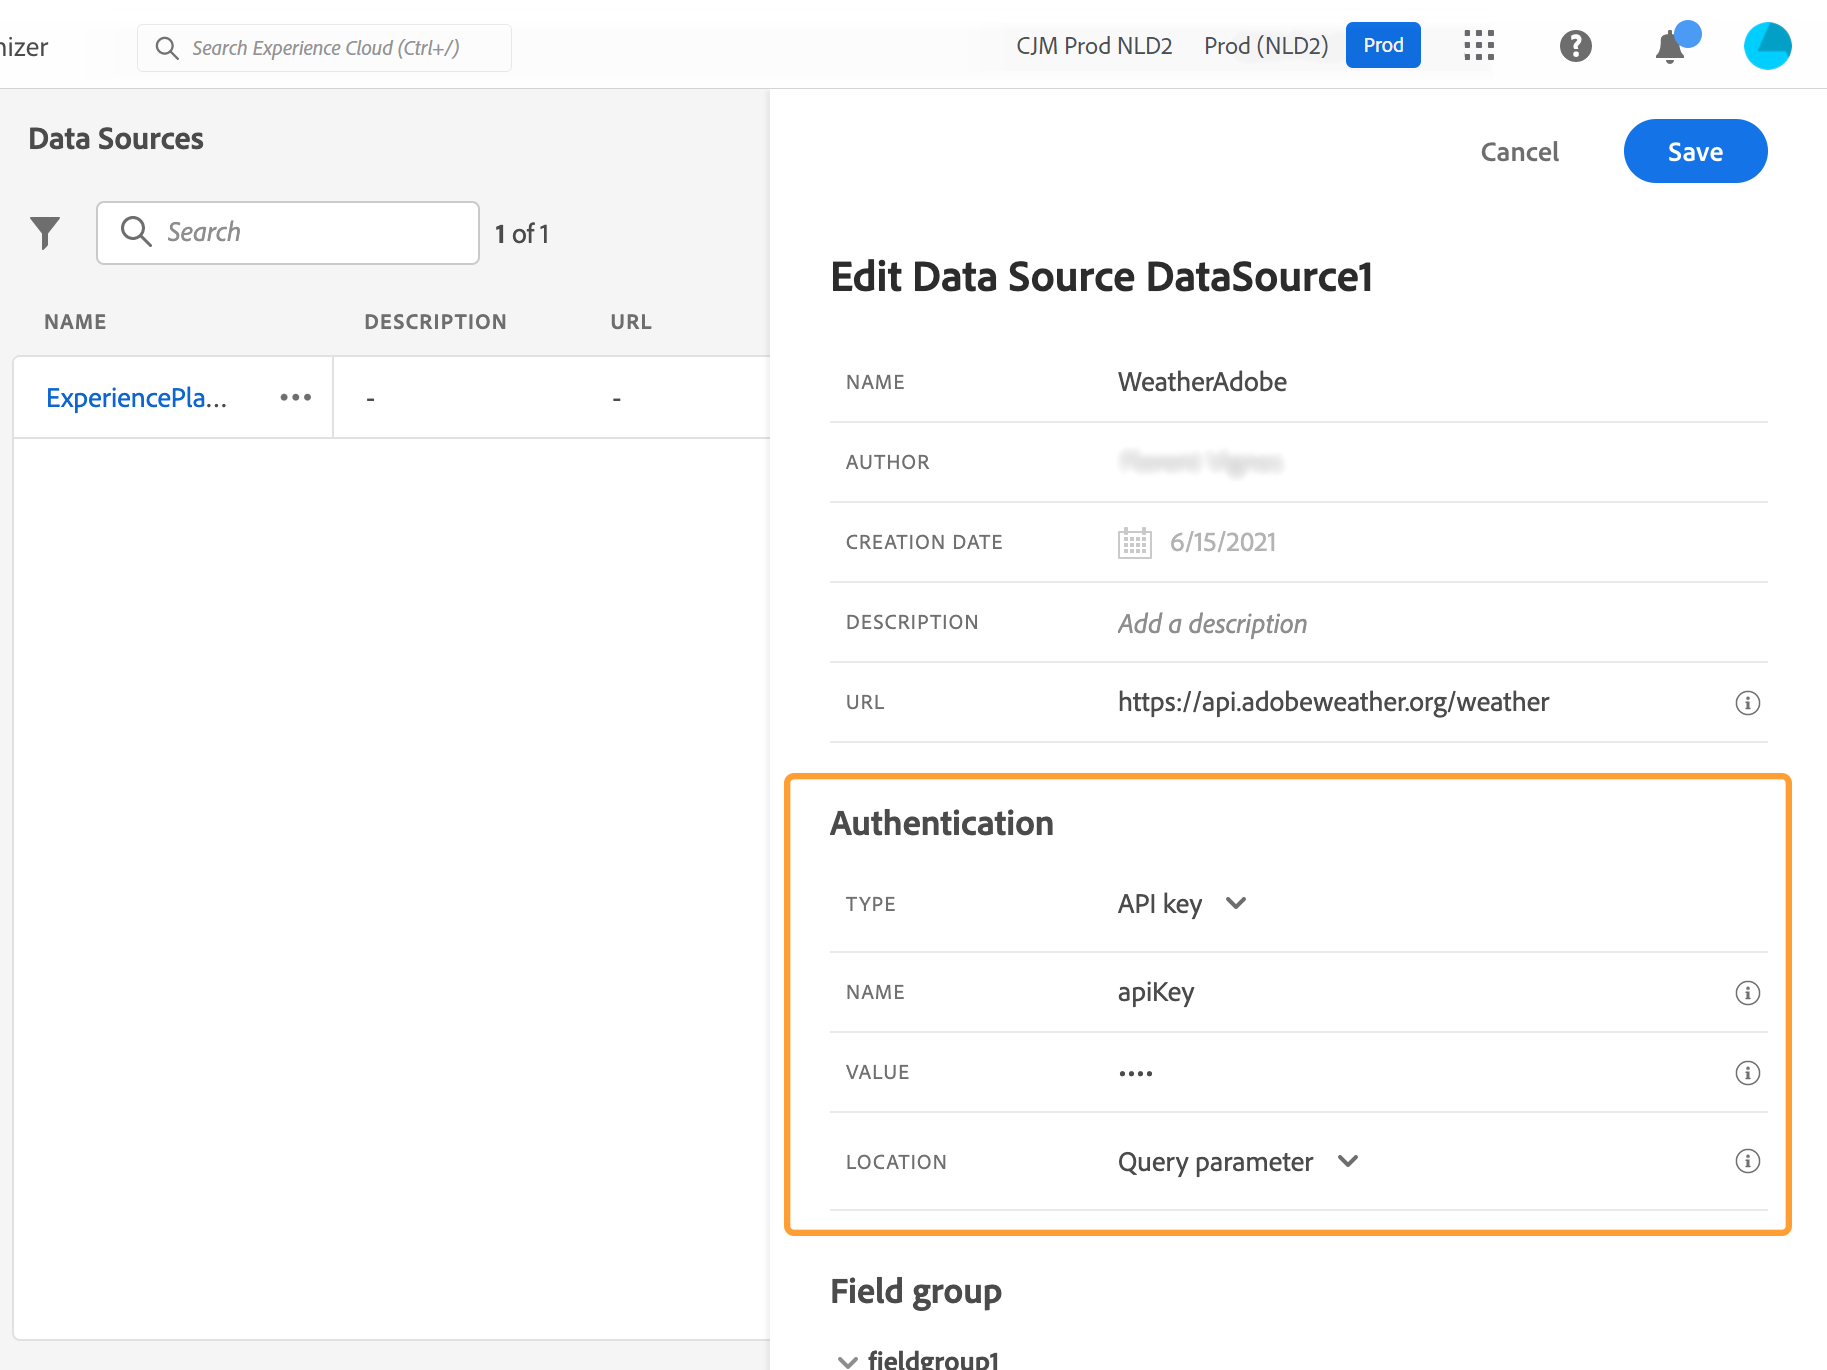 nizer
Search Experience Cloud (Ctrl+/)
CJM Prod NLD2 Prod (NLD2) Prod
Data Sources
Search
1 of 1
NAME DESCRIPTION URL
ExperiencePla... - -
Cancel Save
Edit Data Source DataSource1
NAME WeatherAdobe
AUTHOR
CREATION DATE 6/15/2021
DESCRIPTION Add a description
URL https://api.adobeweather.org/weather
Authentication
TYPE API key
NAME apiKey
VALUE ••••
LOCATION Query parameter
Field group
fieldgroup1